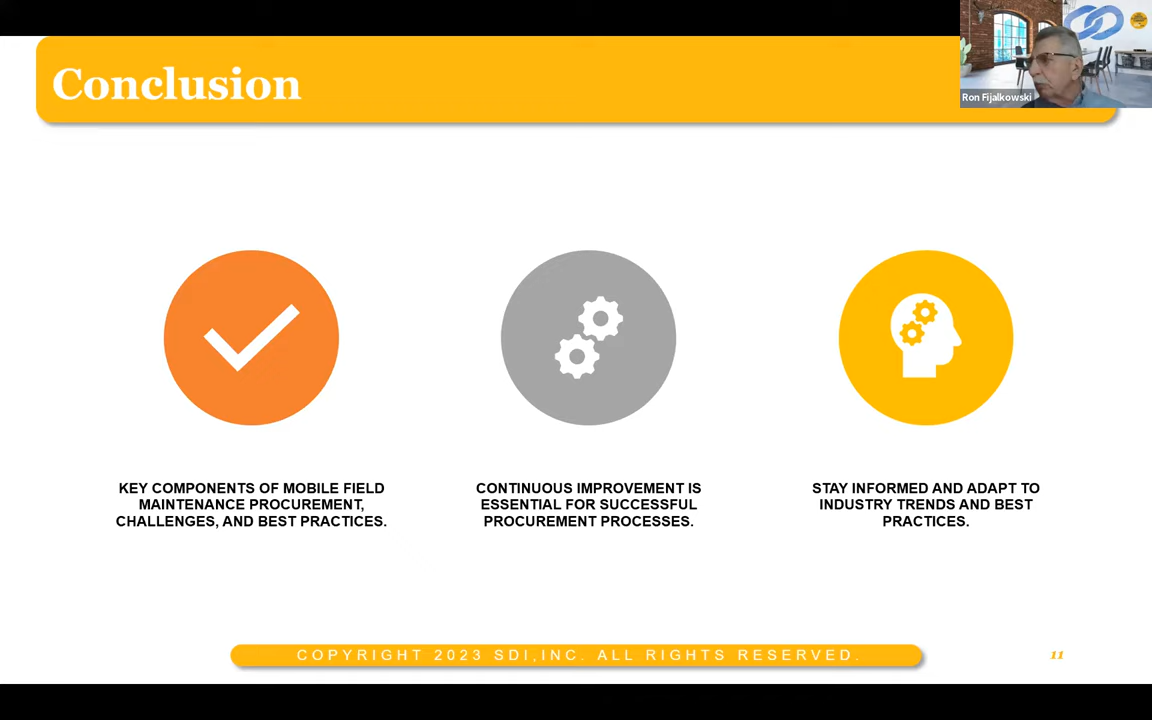 Conclusion
Ron Fijalkowski
KEY COMPONENTS OF MOBILE FIELD
MAINTENANCE PROCUREMENT,
CHALLENGES, AND BEST PRACTICES.
CONTINUOUS IMPROVEMENT IS
ESSENTIAL FOR SUCCESSFUL
PROCUREMENT PROCESSES.
STAY INFORMED AND ADAPT TO
INDUSTRY TRENDS AND BEST
PRACTICES.
COPYRIGHT 2023 SDI,INC. ALL RIGHTS RESERVED.
11